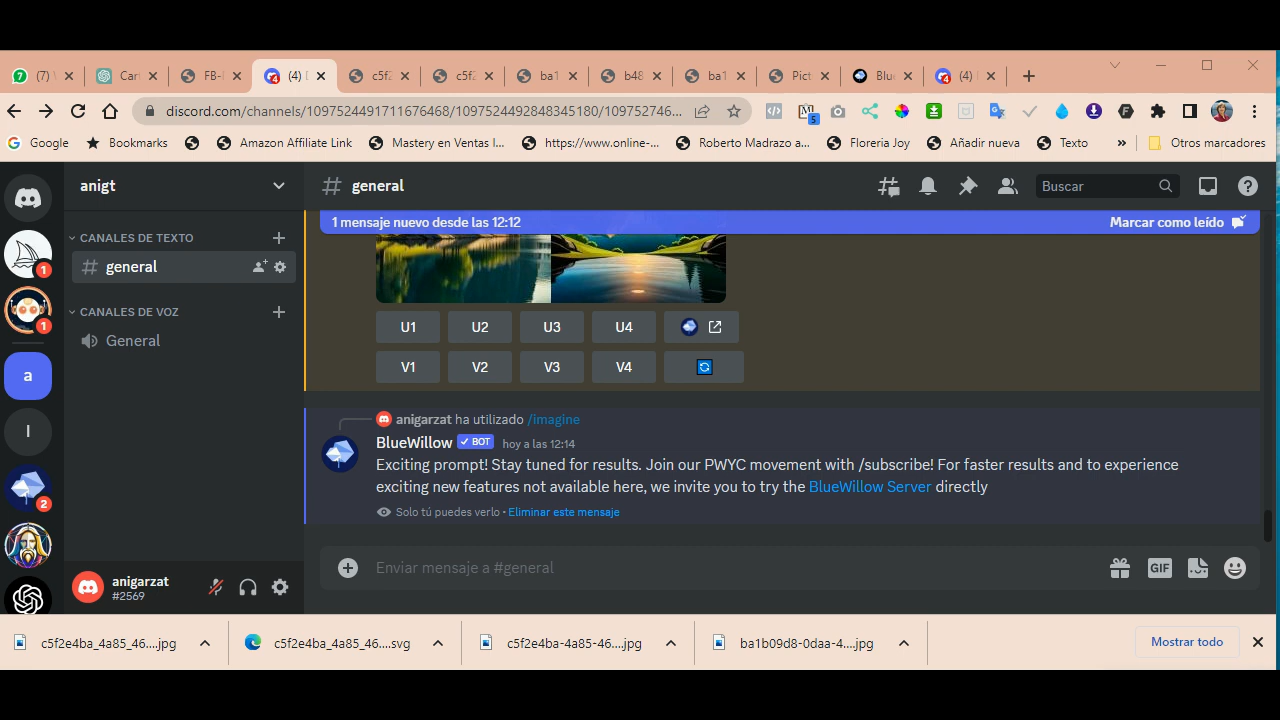 (7)
Car
FB-
(4)
c5f2
c5f2
ba1
b48
ba1
Pict
Blu
(4)
discord.com/channels/1097524491711676468/1097524492848345180/109752746...
5
Google
Bookmarks
Amazon Affiliate Link
Mastery en Ventas I...
https://www.online-...
Roberto Madrazo a...
Floreria Joy
Añadir nueva
Texto
»
Otros marcadores
anigt
general
Buscar
1 mensaje nuevo desde las 12:12
Marcar como leído
CANALES DE TEXTO
general
CANALES DE VOZ
General
1
1
a
I
2
U1 U2 U3 U4
V1 V2 V3 V4
anigarzat ha utilizado /imagine
BlueWillow BOT hoy a las 12:14
Exciting prompt! Stay tuned for results. Join our PWYC movement with /subscribe! For faster results and to experience
exciting new features not available here, we invite you to try the BlueWillow Server directly
Solo tú puedes verlo • Eliminar este mensaje
Enviar mensaje a #general
GIF
anigarzat
#2569
c5f2e4ba_4a85_46....jpg
c5f2e4ba_4a85_46....svg
c5f2e4ba-4a85-46....jpg
ba1b09d8-0daa-4....jpg
Mostrar todo